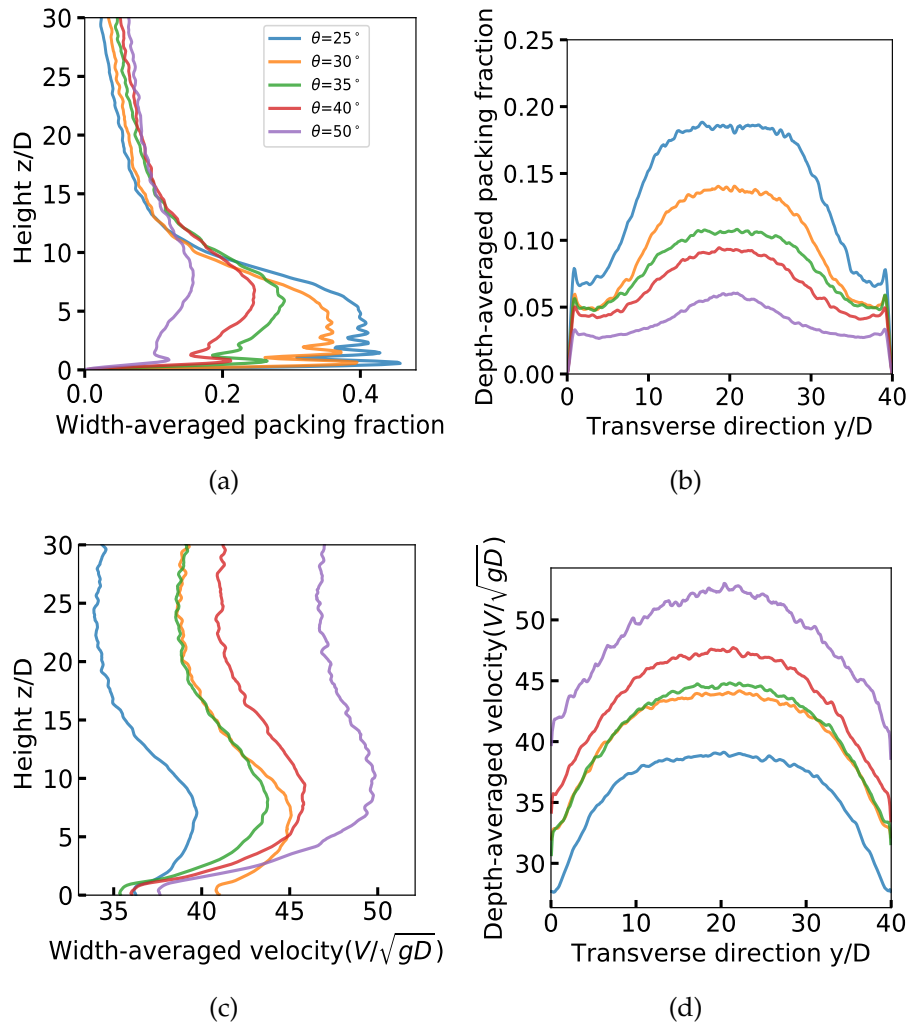 30
25
20
15
10
5
0
Height z/D
θ=25°
θ=30°
θ=35°
θ=40°
θ=50°
0.0
0.2
0.4
Width-averaged packing fraction
(a)
0.25
0.20
0.15
0.10
0.05
0.00
Depth-averaged packing fraction
0
10
20
30
40
Transverse direction y/D
(b)
30
25
20
15
10
5
0
Height z/D
35
40
45
50
Width-averaged velocity(V/√gD)
(c)
50
45
40
35
30
Depth-averaged velocity(V/√gD)
0
10
20
30
40
Transverse direction y/D
(d)